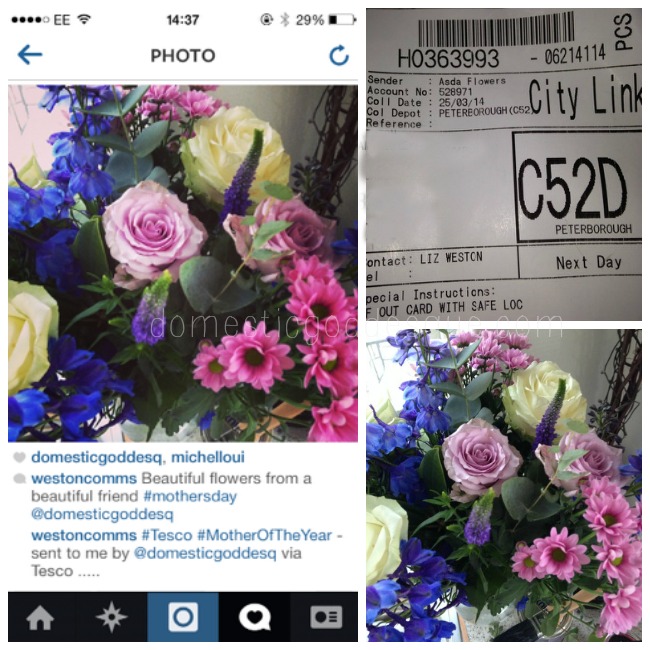 EE 14:37 29%
PHOTO
domesticgoddesq, michelloui
westoncomms Beautiful flowers from a
beautiful friend #mothersday
@domesticgoddesq
westoncomms #Tesco #MotherOfTheYear -
sent to me by @domesticgoddesq via
Tesco .....
H0363993 - 06214114
PCS
Sender : Asda Flowers
Account No: 528971
Coll Date : 25/03/14
Col Depot : PETERBOROUGH(C52
Reference :
City Link
C52D
PETERBOROUGH
ontact: LIZ WESTON
el :
Next Day
pecial Instructions:
F OUT CARD WITH SAFE LOC